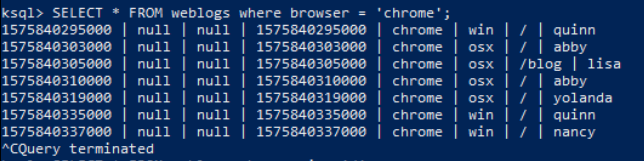 ksql> SELECT * FROM weblogs where browser = 'chrome';
1575840295000 | null | null | 1575840295000 | chrome | win | / | quinn
1575840303000 | null | null | 1575840303000 | chrome | osx | / | abby
1575840305000 | null | null | 1575840305000 | chrome | osx | /blog | lisa
1575840310000 | null | null | 1575840310000 | chrome | osx | / | abby
1575840319000 | null | null | 1575840319000 | chrome | osx | / | yolanda
1575840335000 | null | null | 1575840335000 | chrome | win | / | quinn
1575840337000 | null | null | 1575840337000 | chrome | win | / | nancy
^CQuery terminated